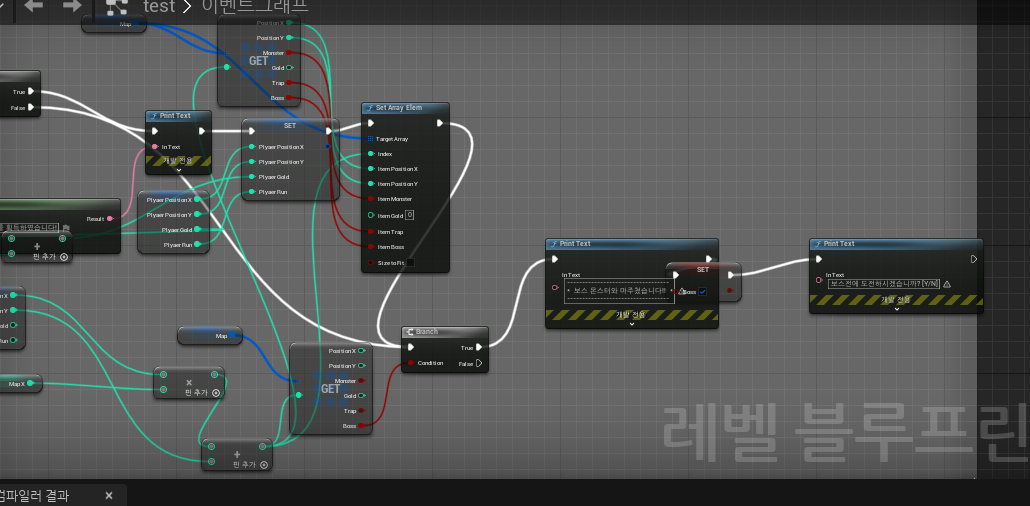 test > 이벤트그래프
Map
Position X
Position Y
Monster
Gold
Trap
Boss
GET
True
False
Print Text
In Text
개발 전용
SET
Plyaer Position X
Plyaer Position Y
Plyaer Gold
Plyaer Run
Set Array Elem
Target Array
Index
Item Position X
Item Position Y
Item Monster
Item Gold 0
Item Trap
Item Boss
Size to Fit
Plyaer Position X
Plyaer Position Y
Plyaer Gold
Plyaer Run
Result
획득하였습니다!
+
핀 추가
Print Text
In Text
* 보스 몬스터와 마주쳤습니다!! *
개발 전용
SET
Boss
Print Text
In Text
보스전에 도전하시겠습니까? [Y/N]
개발 전용
Branch
Condition
True
False
Map
Position X
Position Y
Monster
Gold
Trap
Boss
GET
n X
n Y
Gold
Run
Map X
×
핀 추가
+
핀 추가
레벨 블루프린
컴파일러 결과 ×